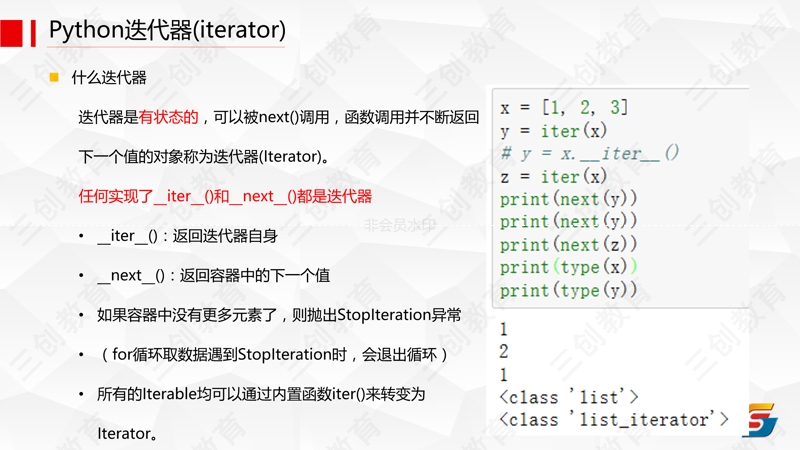 Python迭代器(iterator)
什么迭代器
迭代器是有状态的，可以被next()调用，函数调用并不断返回
下一个值的对象称为迭代器(Iterator)。
任何实现了__iter__()和__next__()都是迭代器
• __iter__()：返回迭代器自身
• __next__()：返回容器中的下一个值
• 如果容器中没有更多元素了，则抛出StopIteration异常
• （for循环取数据遇到StopIteration时，会退出循环）
• 所有的Iterable均可以通过内置函数iter()来转变为
Iterator。
x = [1, 2, 3]
y = iter(x)
# y = x.__iter__()
z = iter(x)
print(next(y))
print(next(y))
print(next(z))
print(type(x))
print(type(y))
1
2
1
<class 'list'>
<class 'list_iterator'>
非会员水印
三创教育